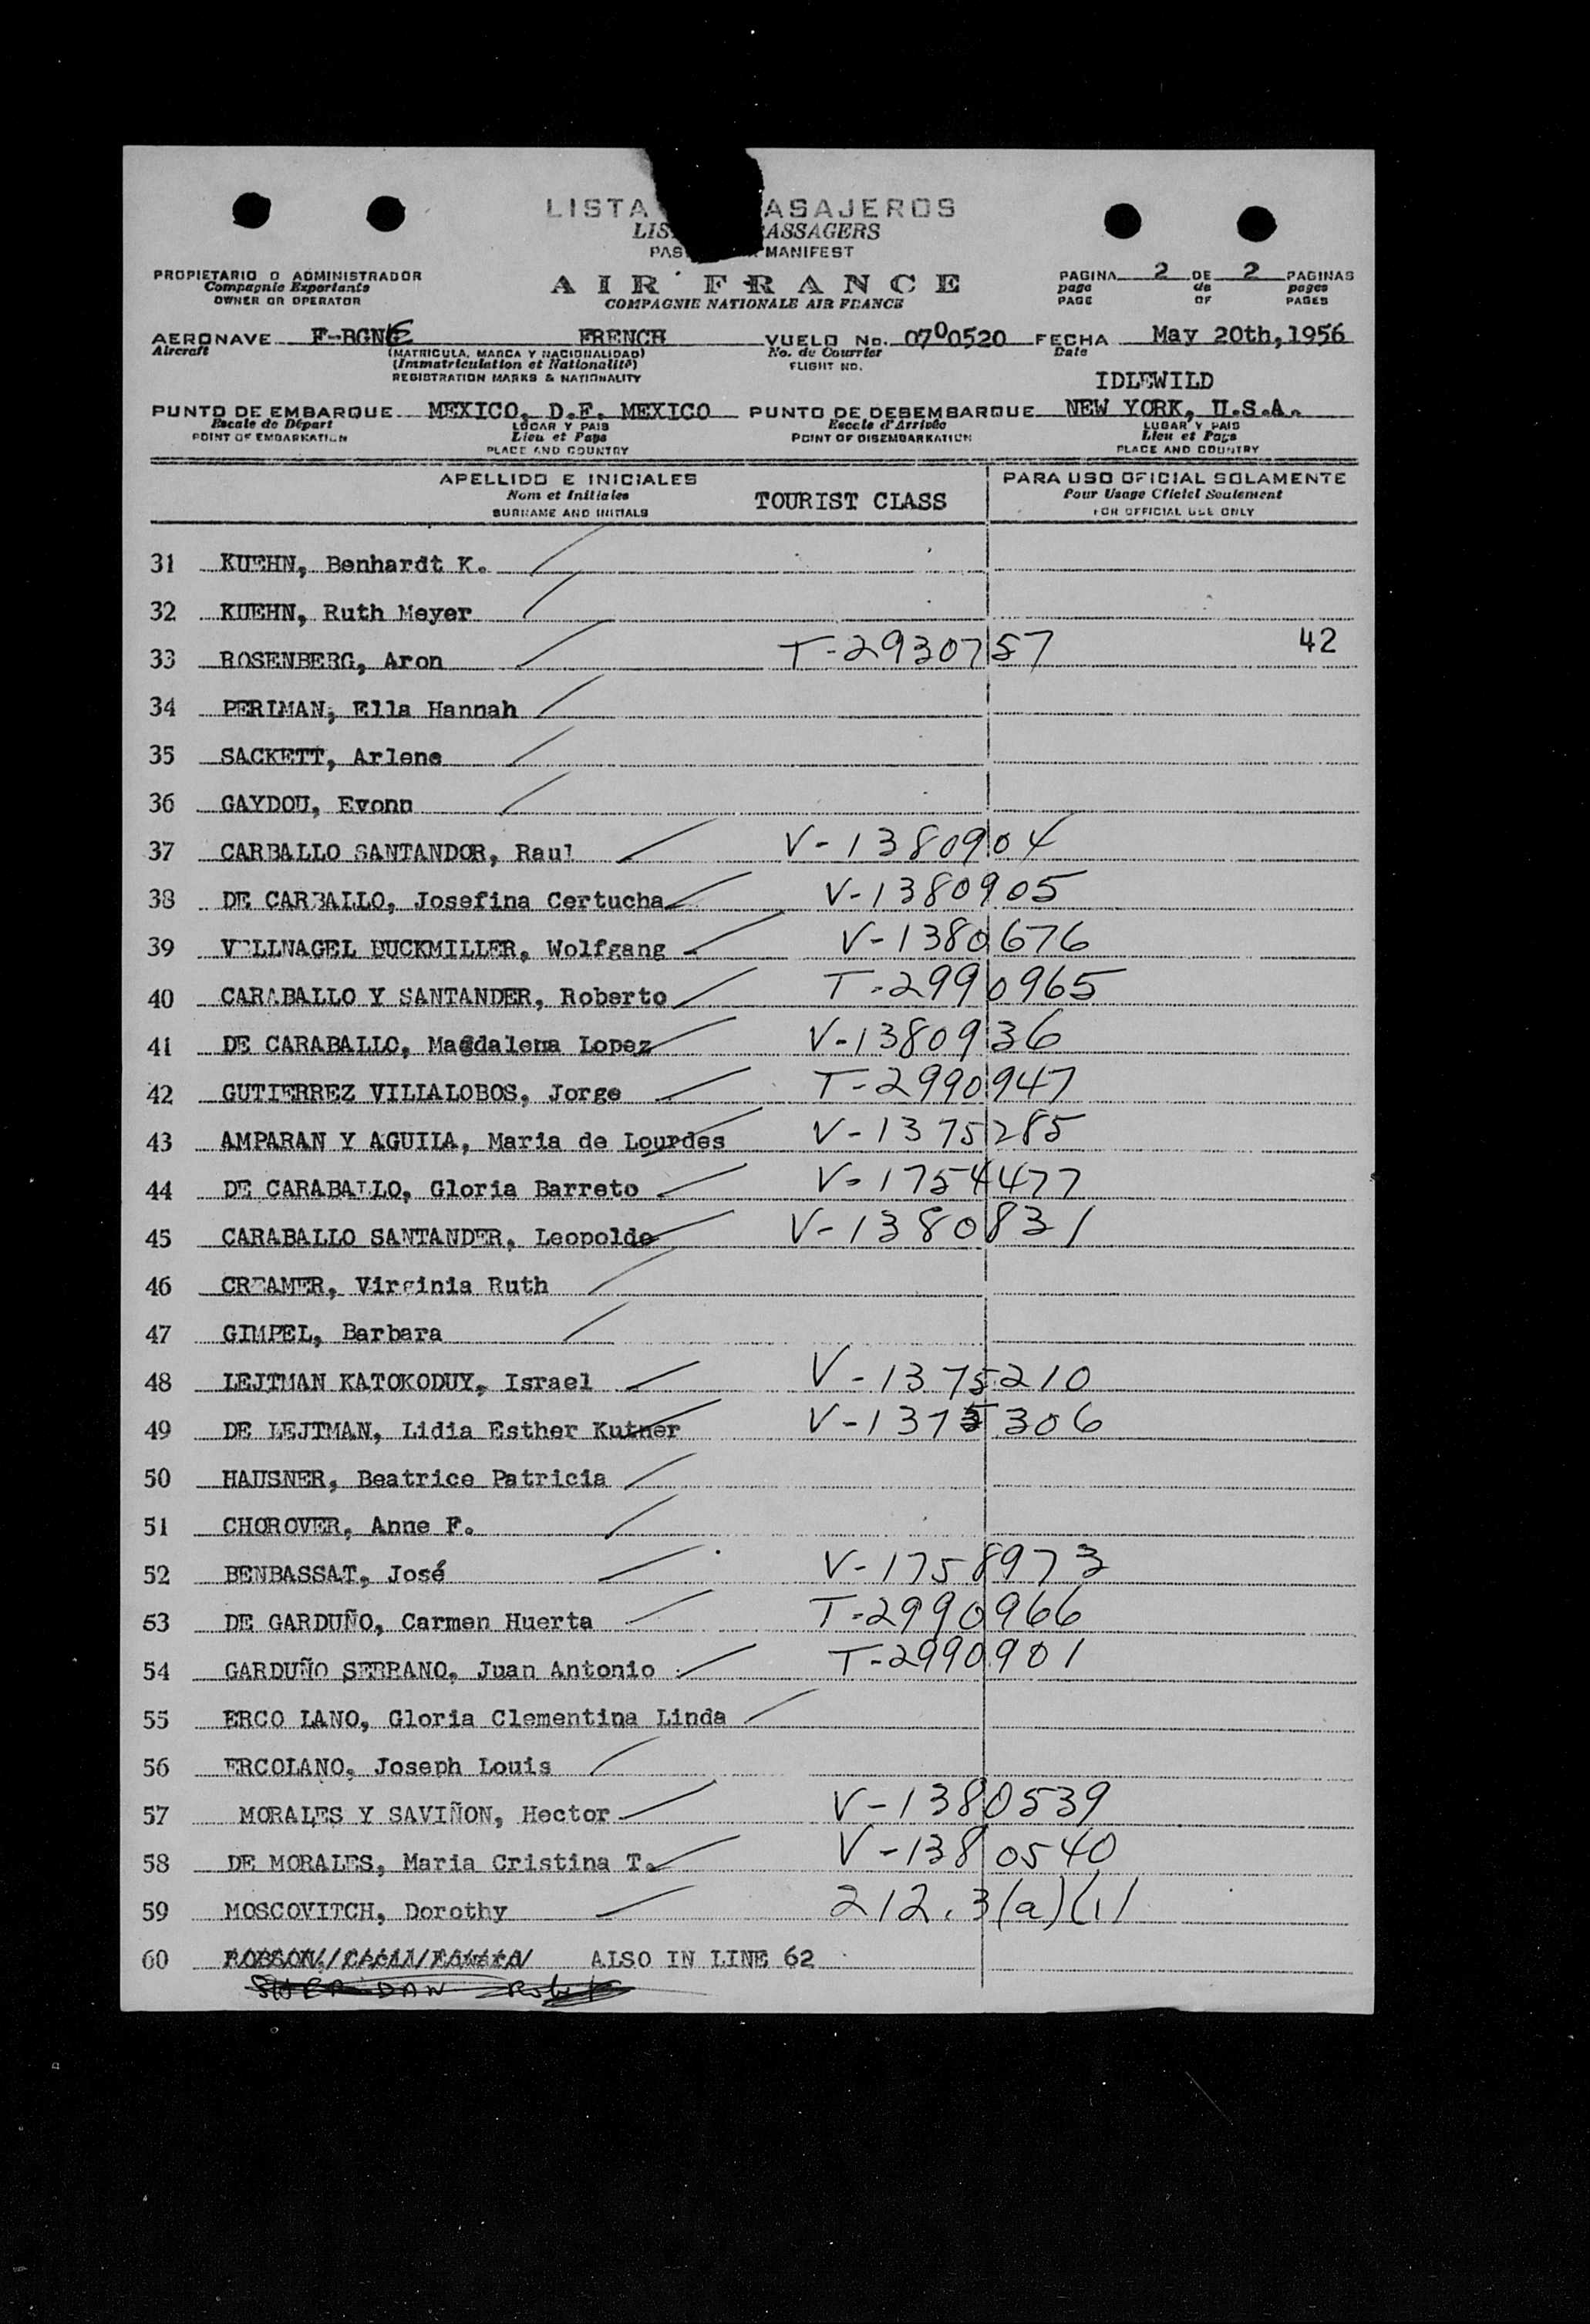 LISTA ASAJEROS
LIS ASSAGERS
PAS MANIFEST
PROPIETARIO O ADMINISTRADOR
Compagnie Exportante
OWNER OR OPERATOR
AIR FRANCE
COMPAGNIE NATIONALE AIR FRANCE
PAGINA 2 DE 2 PAGINAS
page de pages
PAGE OF PAGES
AERONAVE F-BGNE FRENCH VUELO No. 07⁰0520 FECHA May 20th, 1956
Aircraft (MATRICULA, MARCA Y NACIONALIDAD) No. de Courrier Date
(Immatriculation et Nationalité) FLIGHT NO.
REGISTRATION MARKS & NATIONALITY
IDLEWILD
PUNTO DE EMBARQUE MEXICO, D.F. MEXICO PUNTO DE DESEMBARQUE NEW YORK, U.S.A.
Escale de Départ LUGAR Y PAIS Escale d'Arrivée LUGAR Y PAIS
POINT OF EMBARKATION Lieu et Pays POINT OF DISEMBARKATION Lieu et Pays
PLACE AND COUNTRY PLACE AND COUNTRY
APELLIDO E INICIALES PARA USO OFICIAL SOLAMENTE
Nom et Initiales TOURIST CLASS Pour Usage Officiel Seulement
SURNAME AND INITIALS FOR OFFICIAL USE ONLY
31 KUEHN, Benhardt K.
32 KUEHN, Ruth Meyer
33 ROSENBERG, Aron T-2930757 42
34 PERIMAN, Ella Hannah
35 SACKETT, Arlene
36 GAYDOU, Evonn
37 CARBALLO SANTANDOR, Raul V-1380904
38 DE CARBALLO, Josefina Certucha V-1380905
39 VELLNAGEL BUCKMILLER, Wolfgang V-1380676
40 CARABALLO Y SANTANDER, Roberto T-2990965
41 DE CARABALLO, Magdalena Lopez V-1380936
42 GUTIERREZ VILLALOBOS, Jorge T-2990947
43 AMPARAN Y AGUILA, Maria de Lourdes V-1375285
44 DE CARABALLO, Gloria Barreto V-1754477
45 CARABALLO SANTANDER, Leopoldo V-1380831
46 CREAMER, Virginia Ruth
47 GIMPEL, Barbara
48 LEJTMAN KATOKODUY, Israel V-1375210
49 DE LEJTMAN, Lidia Esther Kutner V-1375306
50 HAUSNER, Beatrice Patricia
51 CHOROVER, Anne F.
52 BENBASSAT, José V-1758973
53 DE GARDUÑO, Carmen Huerta T-2990966
54 GARDUÑO SERRANO, Juan Antonio T-2990901
55 ERCO LANO, Gloria Clementina Linda
56 ERCOLANO, Joseph Louis
57 MORALES Y SAVIÑON, Hector V-1380539
58 DE MORALES, Maria Cristina T. V-1380540
59 MOSCOVITCH, Dorothy 212.3(a)(1)
60 ALSO IN LINE 62